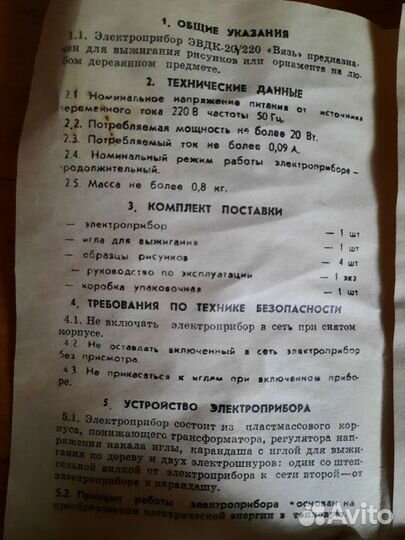 1. ОБЩИЕ УКАЗАНИЯ
1.1. Электроприбор ЭВДК-20/220 «Вязь» предназна-
чен для выжигания рисунков или орнамента на лю-
бом деревянном предмете.
2. ТЕХНИЧЕСКИЕ ДАННЫЕ
2.1 Номинальное напряжение питания от источника
переменного тока 220 В частоты 50 Гц.
2.2. Потребляемая мощность не более 20 Вт.
2.3. Потребляемый ток не более 0,09 А.
2.4. Номинальный режим работы электроприбора—
продолжительный.
2.5. Масса не более 0,8 кг.
3. КОМПЛЕКТ ПОСТАВКИ
— электроприбор — 1 шт
— игла для выжигания — 1 шт
— образцы рисунков — 4 шт
— руководство по эксплуатации — 1 экз
— коробка упаковочная — 1 шт
4. ТРЕБОВАНИЯ ПО ТЕХНИКЕ БЕЗОПАСНОСТИ
4.1. Не включать электроприбор в сеть при снятом
корпусе.
4.2. Не оставлять включенный в сеть электроприбор
без присмотра.
4.3. Не прикасаться к иглам при включенном прибо-
ре.
5. УСТРОЙСТВО ЭЛЕКТРОПРИБОРА
5.1. Электроприбор состоит из пластмассового кор-
пуса, понижающего трансформатора, регулятора нап-
ряжения накала иглы, карандаша с иглой для выжи-
гания по дереву и двух электрошнуров: один со штеп-
сельной вилкой от электроприбора к сети второй—от
электроприбора к карандашу.
5.2. Принцип работы электроприбора основан на
преобразовании электрической энергии в тепловую
Avito